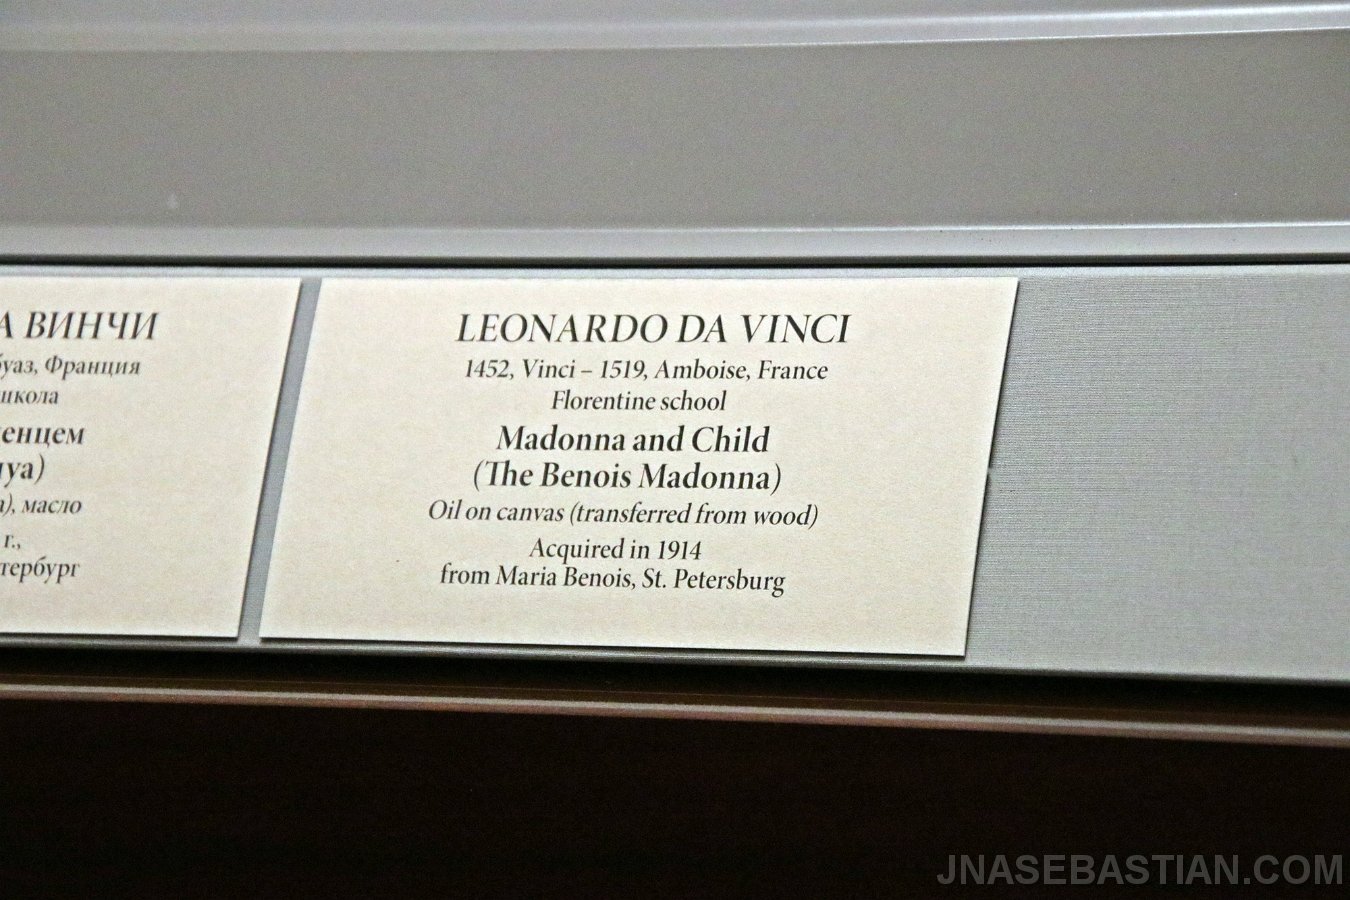 А ВИНЧИ
буаз, Франция
школа
енцем
нуа)
а), масло
г.,
тербург
LEONARDO DA VINCI
1452, Vinci – 1519, Amboise, France
Florentine school
Madonna and Child
(The Benois Madonna)
Oil on canvas (transferred from wood)
Acquired in 1914
from Maria Benois, St. Petersburg
JNASEBASTIAN.COM